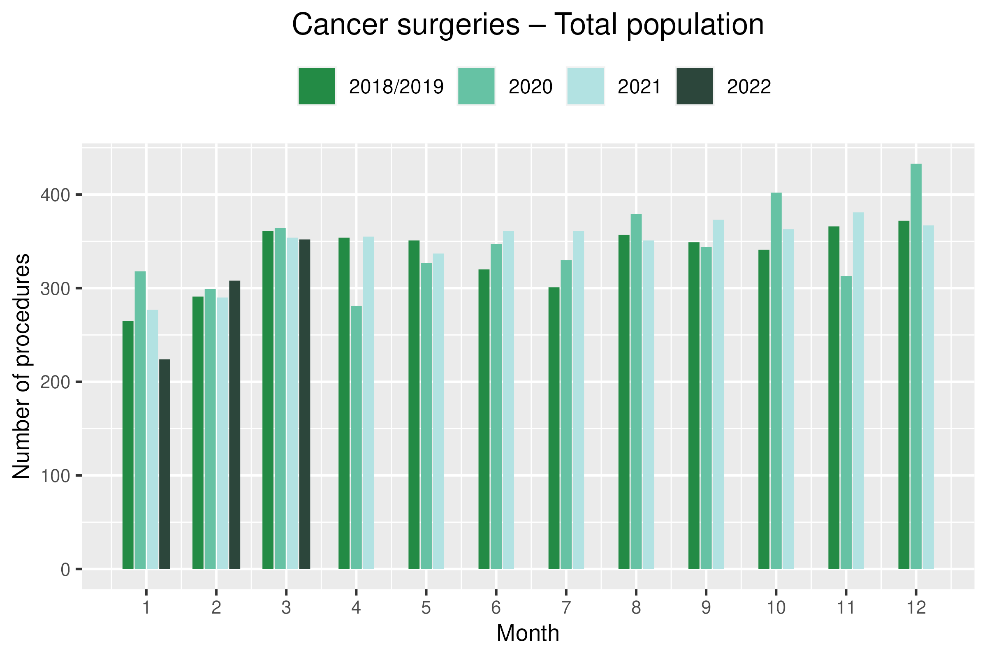 Cancer surgeries – Total population
2018/2019 2020 2021 2022
400
300
200
100
0
Number of procedures
1 2 3 4 5 6 7 8 9 10 11 12
Month